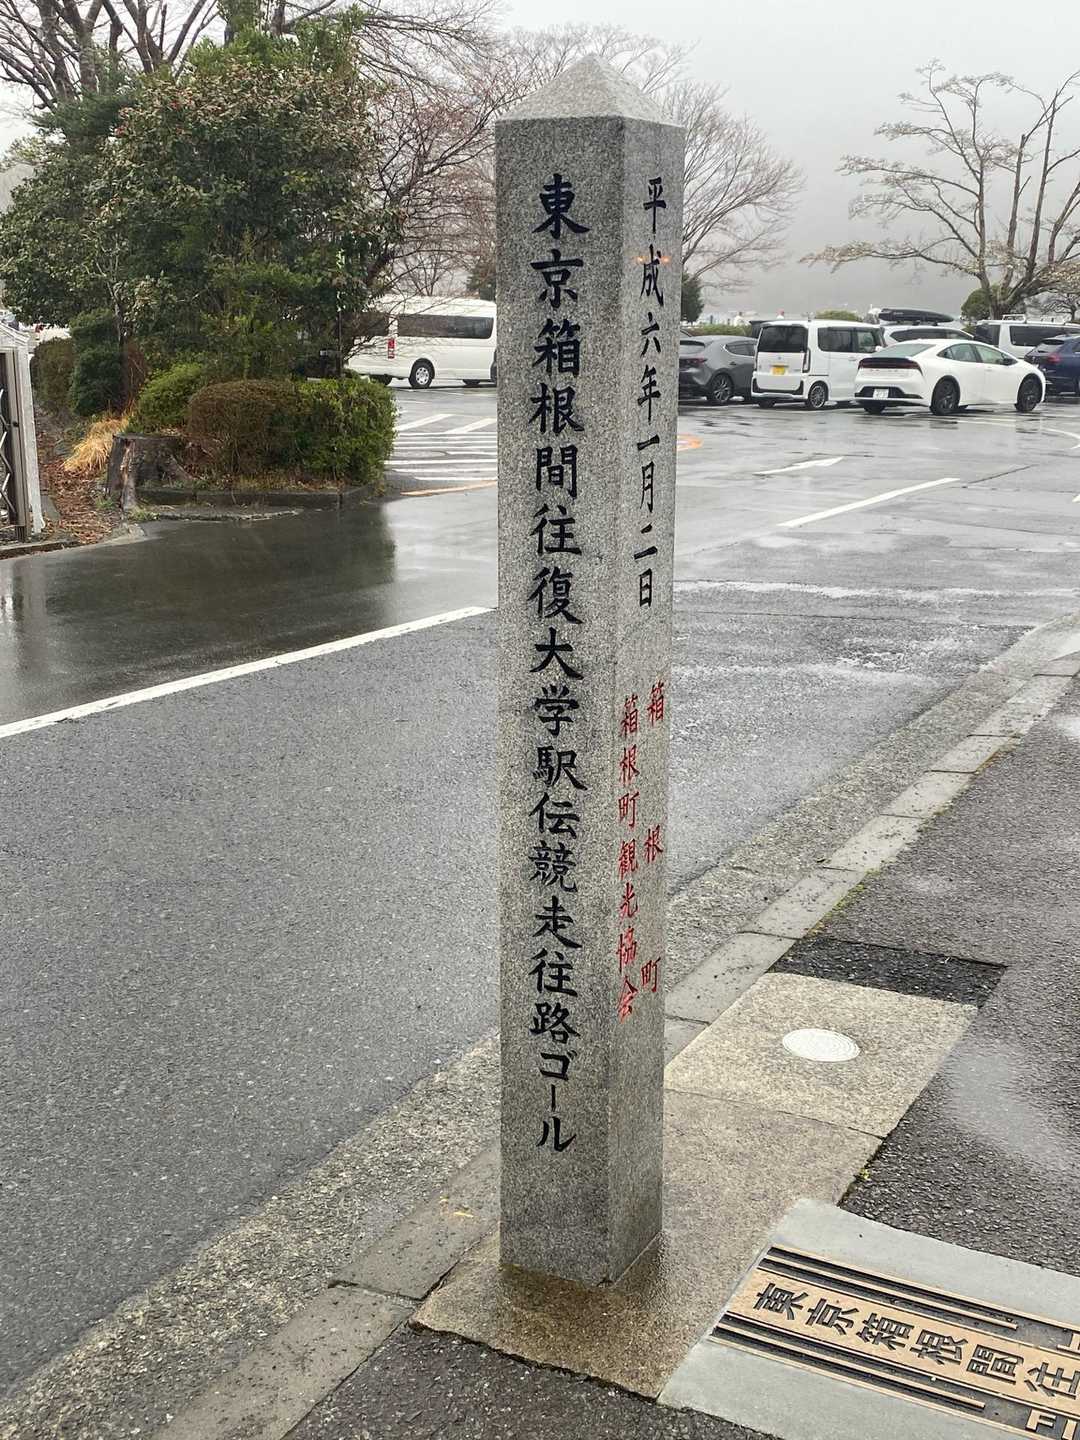 東京箱根間往復大学駅伝競走往路ゴール
平成六年一月二日
箱根町
箱根町観光協会
東京箱根間往